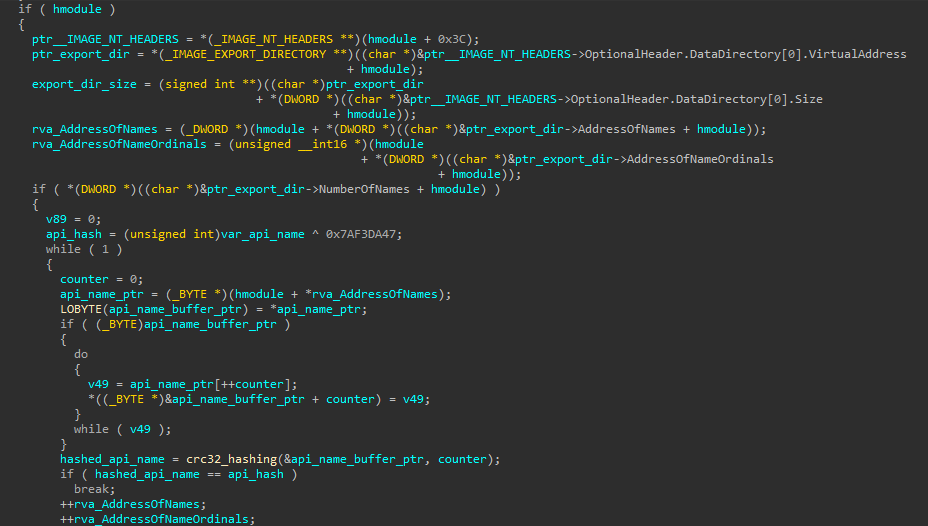 if ( hmodule )
{
ptr__IMAGE_NT_HEADERS = *(_IMAGE_NT_HEADERS **)(hmodule + 0x3C);
ptr_export_dir = *(_IMAGE_EXPORT_DIRECTORY **)((char *)&ptr__IMAGE_NT_HEADERS->OptionalHeader.DataDirectory[0].VirtualAddress
+ hmodule);
export_dir_size = (signed int **)((char *)ptr_export_dir
+ *(DWORD *)((char *)&ptr__IMAGE_NT_HEADERS->OptionalHeader.DataDirectory[0].Size
+ hmodule));
rva_AddressOfNames = (_DWORD *)(hmodule + *(DWORD *)((char *)&ptr_export_dir->AddressOfNames + hmodule));
rva_AddressOfNameOrdinals = (unsigned __int16 *)(hmodule
+ *(DWORD *)((char *)&ptr_export_dir->AddressOfNameOrdinals
+ hmodule));
if ( *(DWORD *)((char *)&ptr_export_dir->NumberOfNames + hmodule) )
{
v89 = 0;
api_hash = (unsigned int)var_api_name ^ 0x7AF3DA47;
while ( 1 )
{
counter = 0;
api_name_ptr = (_BYTE *)(hmodule + *rva_AddressOfNames);
LOBYTE(api_name_buffer_ptr) = *api_name_ptr;
if ( (_BYTE)api_name_buffer_ptr )
{
do
{
v49 = api_name_ptr[++counter];
*((_BYTE *)&api_name_buffer_ptr + counter) = v49;
}
while ( v49 );
}
hashed_api_name = crc32_hashing(&api_name_buffer_ptr, counter);
if ( hashed_api_name == api_hash )
break;
++rva_AddressOfNames;
++rva_AddressOfNameOrdinals;